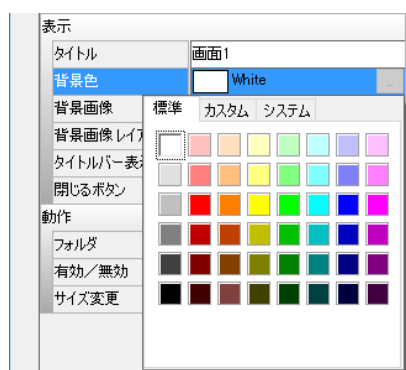 表示
タイトル 画面1
背景色 White ...
背景画像 標準 カスタム システム
背景画像レイア
タイトルバー表
閉じるボタン
動作
フォルダ
有効／無効
サイズ変更